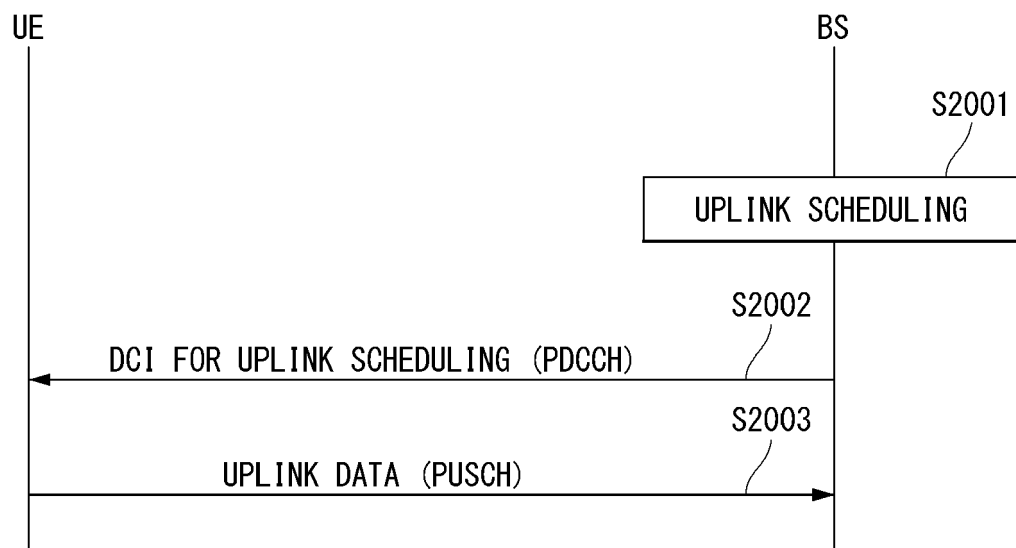 UE
BS
S2001
UPLINK SCHEDULING
S2002
DCI FOR UPLINK SCHEDULING (PDCCH)
S2003
UPLINK DATA (PUSCH)